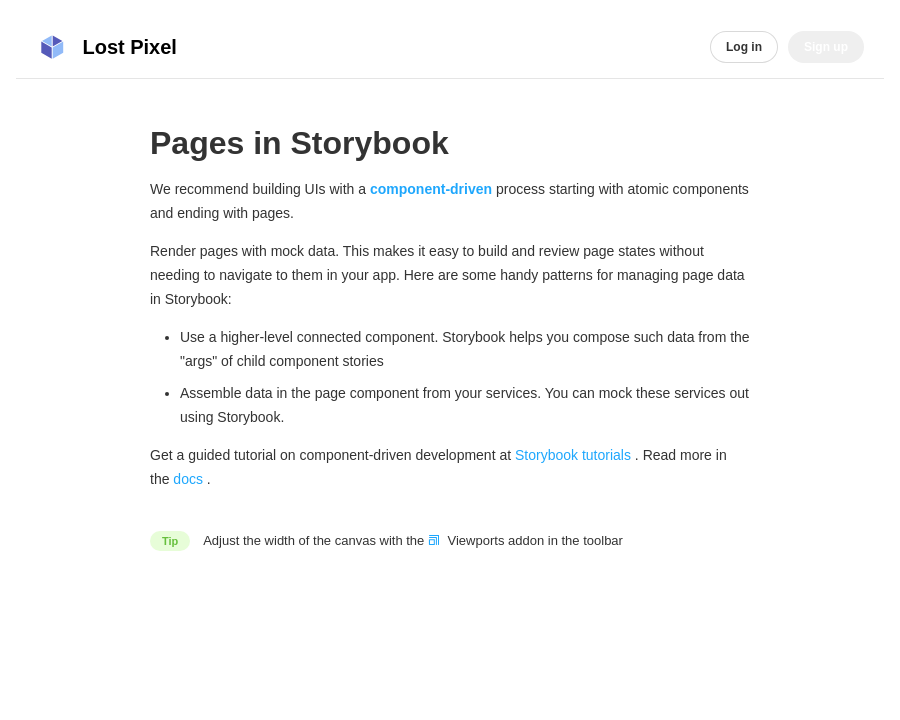 Lost Pixel
Log in
Sign up
Pages in Storybook
We recommend building UIs with a component-driven process starting with atomic components
and ending with pages.
Render pages with mock data. This makes it easy to build and review page states without
needing to navigate to them in your app. Here are some handy patterns for managing page data
in Storybook:
• Use a higher-level connected component. Storybook helps you compose such data from the
"args" of child component stories
• Assemble data in the page component from your services. You can mock these services out
using Storybook.
Get a guided tutorial on component-driven development at Storybook tutorials . Read more in
the docs .
Tip Adjust the width of the canvas with the Viewports addon in the toolbar